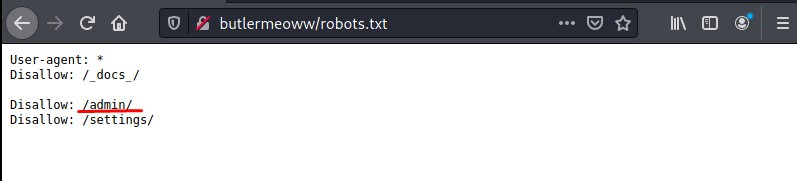 butlermeoww/robots.txt
User-agent: *
Disallow: /_docs_/
Disallow: /admin/
Disallow: /settings/